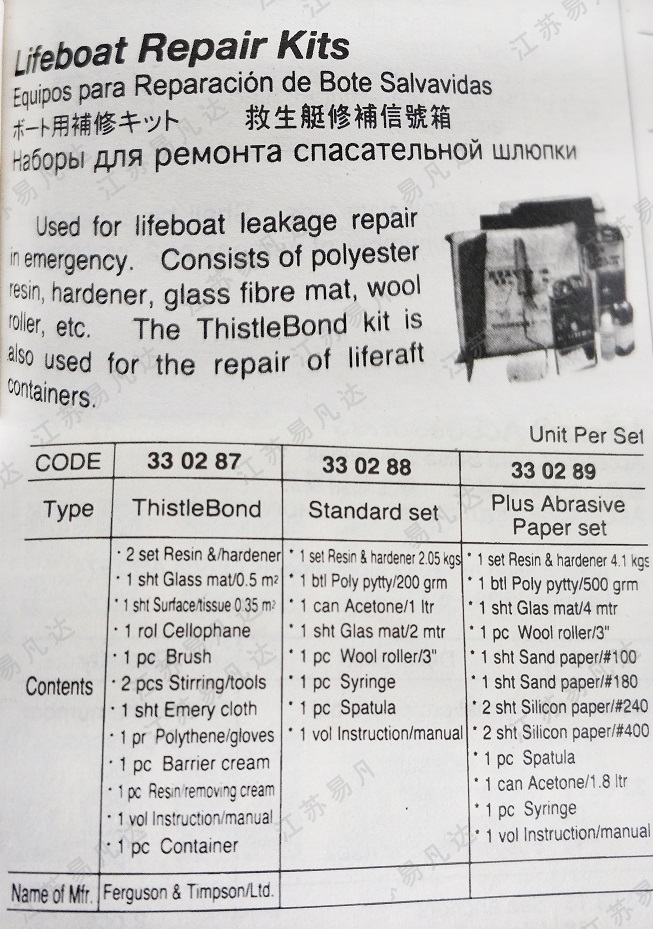 Lifeboat Repair Kits
Equipos para Reparación de Bote Salvavidas
ボート用補修キット 救生艇修補信號箱
Наборы для ремонта спасательной шлюпки
Used for lifeboat leakage repair
in emergency. Consists of polyester
resin, hardener, glass fibre mat, wool
roller, etc. The ThistleBond kit is
also used for the repair of liferaft
containers.
Unit Per Set
CODE 33 02 87 33 02 88 33 02 89
Type ThistleBond Standard set Plus Abrasive
Paper set
Contents
· 2 set Resin &/hardener
· 1 sht Glass mat/0.5 m²
· 1 sht Surface/tissue 0.35 m²
· 1 rol Cellophane
· 1 pc Brush
· 2 pcs Stirring/tools
· 1 sht Emery cloth
· 1 pr Polythene/gloves
· 1 pc Barrier cream
· 1 pc Resin/removing cream
· 1 vol Instruction/manual
· 1 pc Container
· 1 set Resin & hardener 2.05 kgs
· 1 btl Poly pytty/200 grm
· 1 can Acetone/1 ltr
· 1 sht Glas mat/2 mtr
· 1 pc Wool roller/3"
· 1 pc Syringe
· 1 pc Spatula
· 1 vol Instruction/manual
· 1 set Resin & hardener 4.1 kgs
· 1 btl Poly pytty/500 grm
· 1 sht Glas mat/4 mtr
· 1 pc Wool roller/3"
· 1 sht Sand paper/#100
· 1 sht Sand paper/#180
· 2 sht Silicon paper/#240
· 2 sht Silicon paper/#400
· 1 pc Spatula
· 1 can Acetone/1.8 ltr
· 1 pc Syringe
· 1 vol Instruction/manual
Name of Mfr. Ferguson & Timpson/Ltd.
江苏易凡达